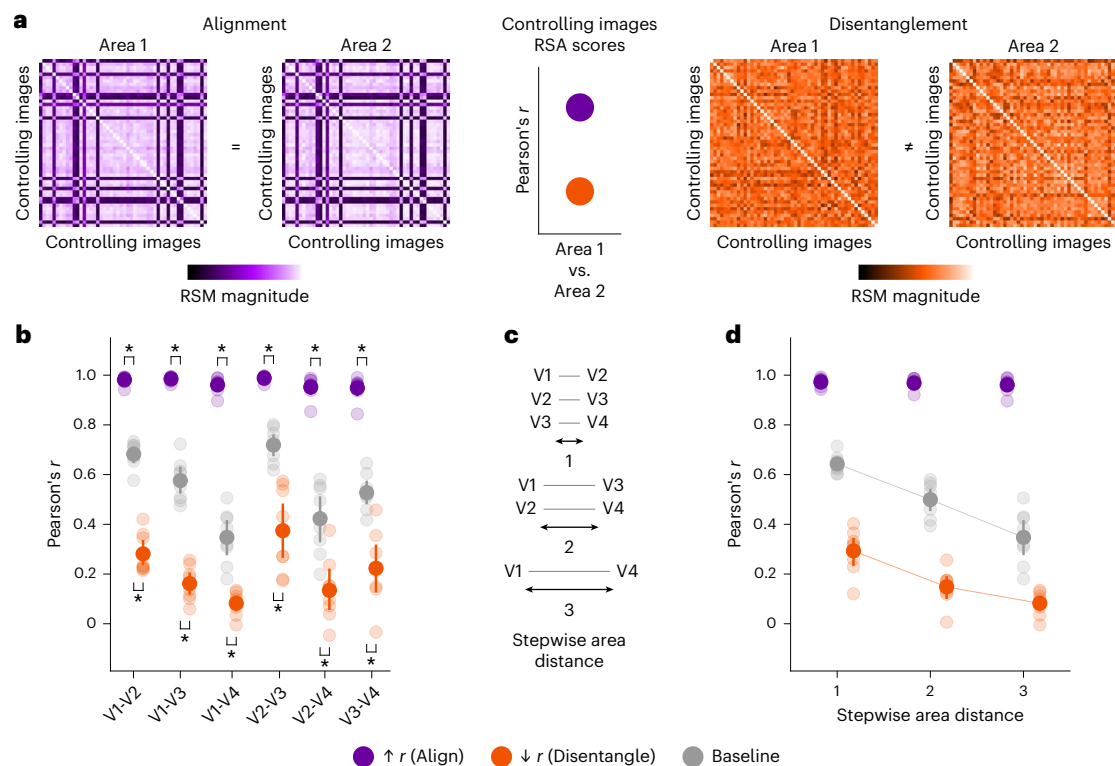 a
Alignment
Area 1
Area 2
Controlling images
Controlling images
=
Controlling images
Controlling images
RSM magnitude
Controlling images
RSA scores
Pearson's r
Area 1
vs.
Area 2
Disentanglement
Area 1
Area 2
Controlling images
Controlling images
≠
Controlling images
Controlling images
RSM magnitude
b
Pearson's r
1.0
0.8
0.6
0.4
0.2
0
* * * * * *
* * * * * *
V1-V2
V1-V3
V1-V4
V2-V3
V2-V4
V3-V4
c
V1 V2
V2 V3
V3 V4
1
V1 V3
V2 V4
2
V1 V4
3
Stepwise area
distance
d
Pearson's r
1.0
0.8
0.6
0.4
0.2
0
1 2 3
Stepwise area distance
↑ r (Align) ↓ r (Disentangle) Baseline